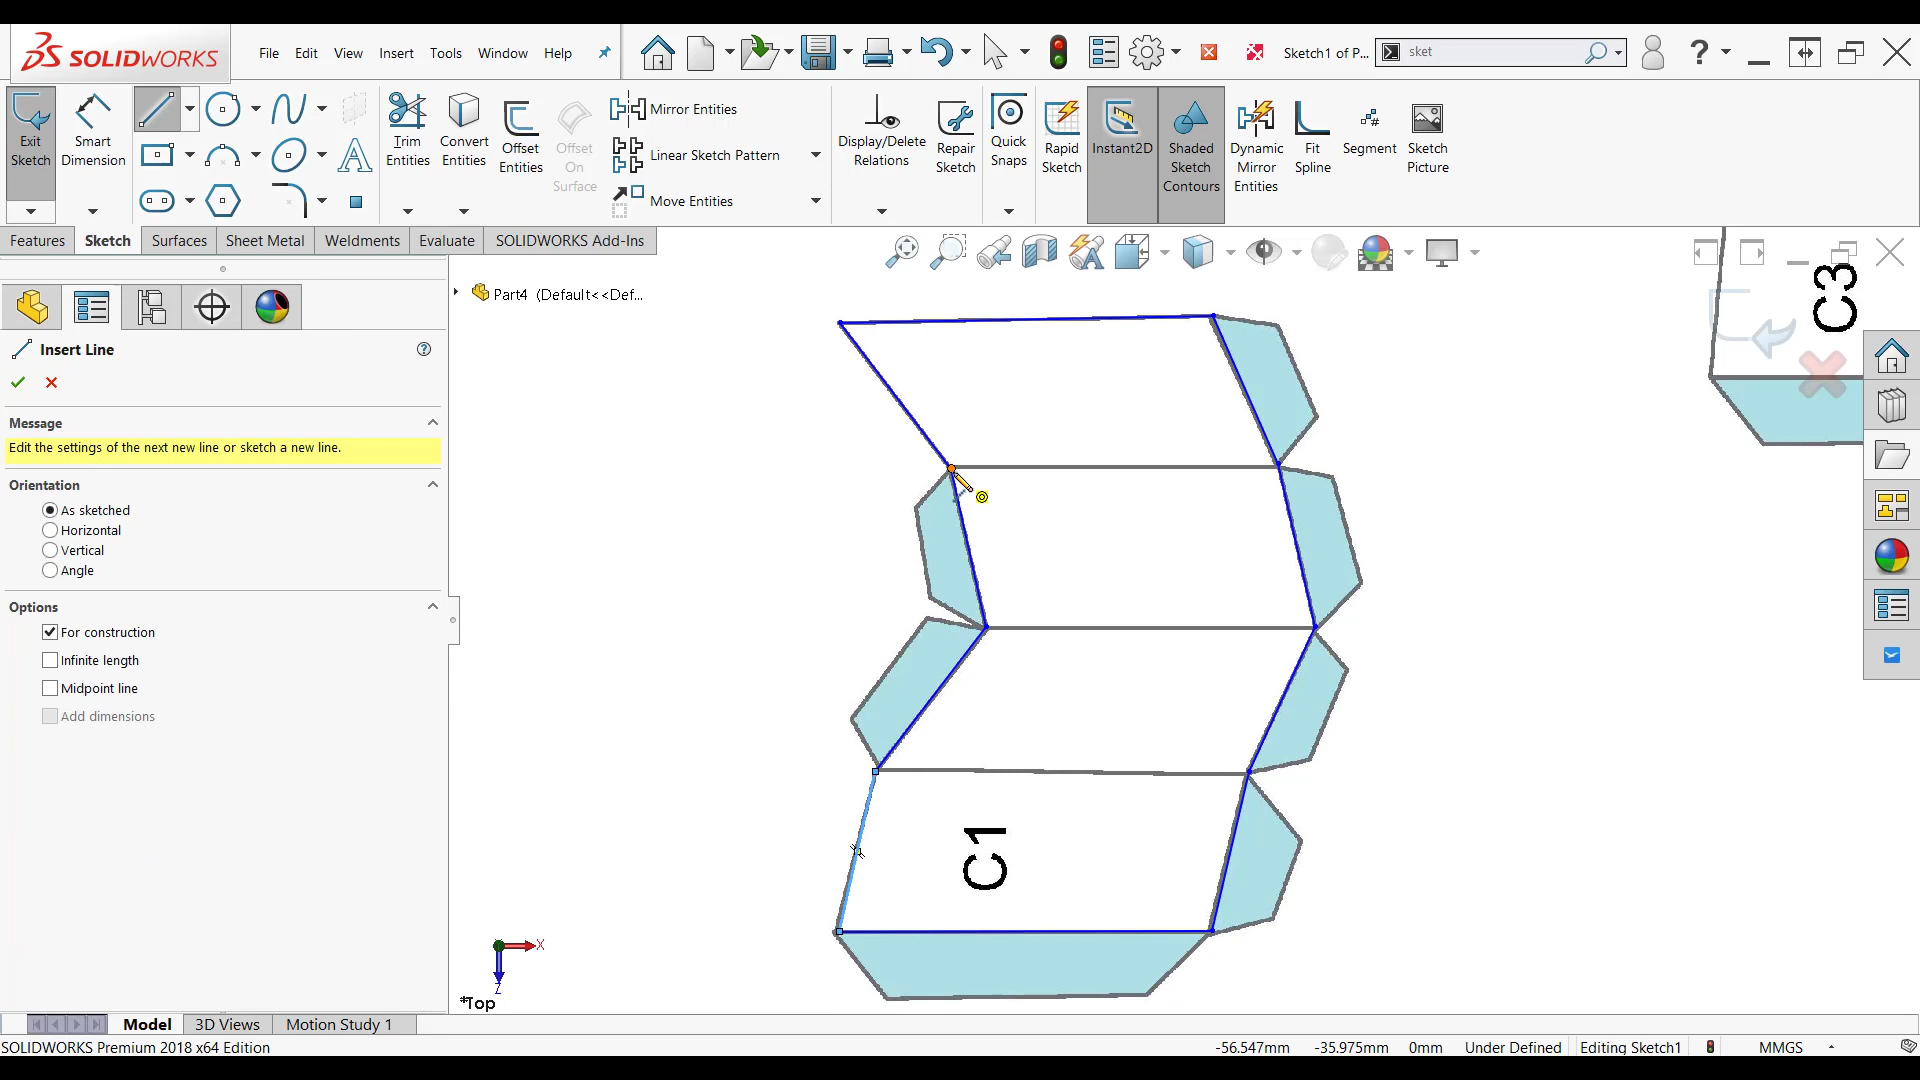 SOLIDWORKS
File Edit View Insert Tools Window Help
Sketch1 of P...
sket
Exit Sketch
Smart Dimension
Trim Entities
Convert Entities
Offset Entities
Offset On Surface
Mirror Entities
Linear Sketch Pattern
Move Entities
Display/Delete Relations
Repair Sketch
Quick Snaps
Rapid Sketch
Instant2D
Shaded Sketch Contours
Dynamic Mirror Entities
Fit Spline
Segment
Sketch Picture
Features Sketch Surfaces Sheet Metal Weldments Evaluate SOLIDWORKS Add-Ins
Part4 (Default<<Def...
Insert Line
Message
Edit the settings of the next new line or sketch a new line.
Orientation
As sketched
Horizontal
Vertical
Angle
Options
For construction
Infinite length
Midpoint line
Add dimensions
C3
C1
X
Z
*Top
Model 3D Views Motion Study 1
SOLIDWORKS Premium 2018 x64 Edition
-56.547mm -35.975mm 0mm Under Defined Editing Sketch1 MMGS